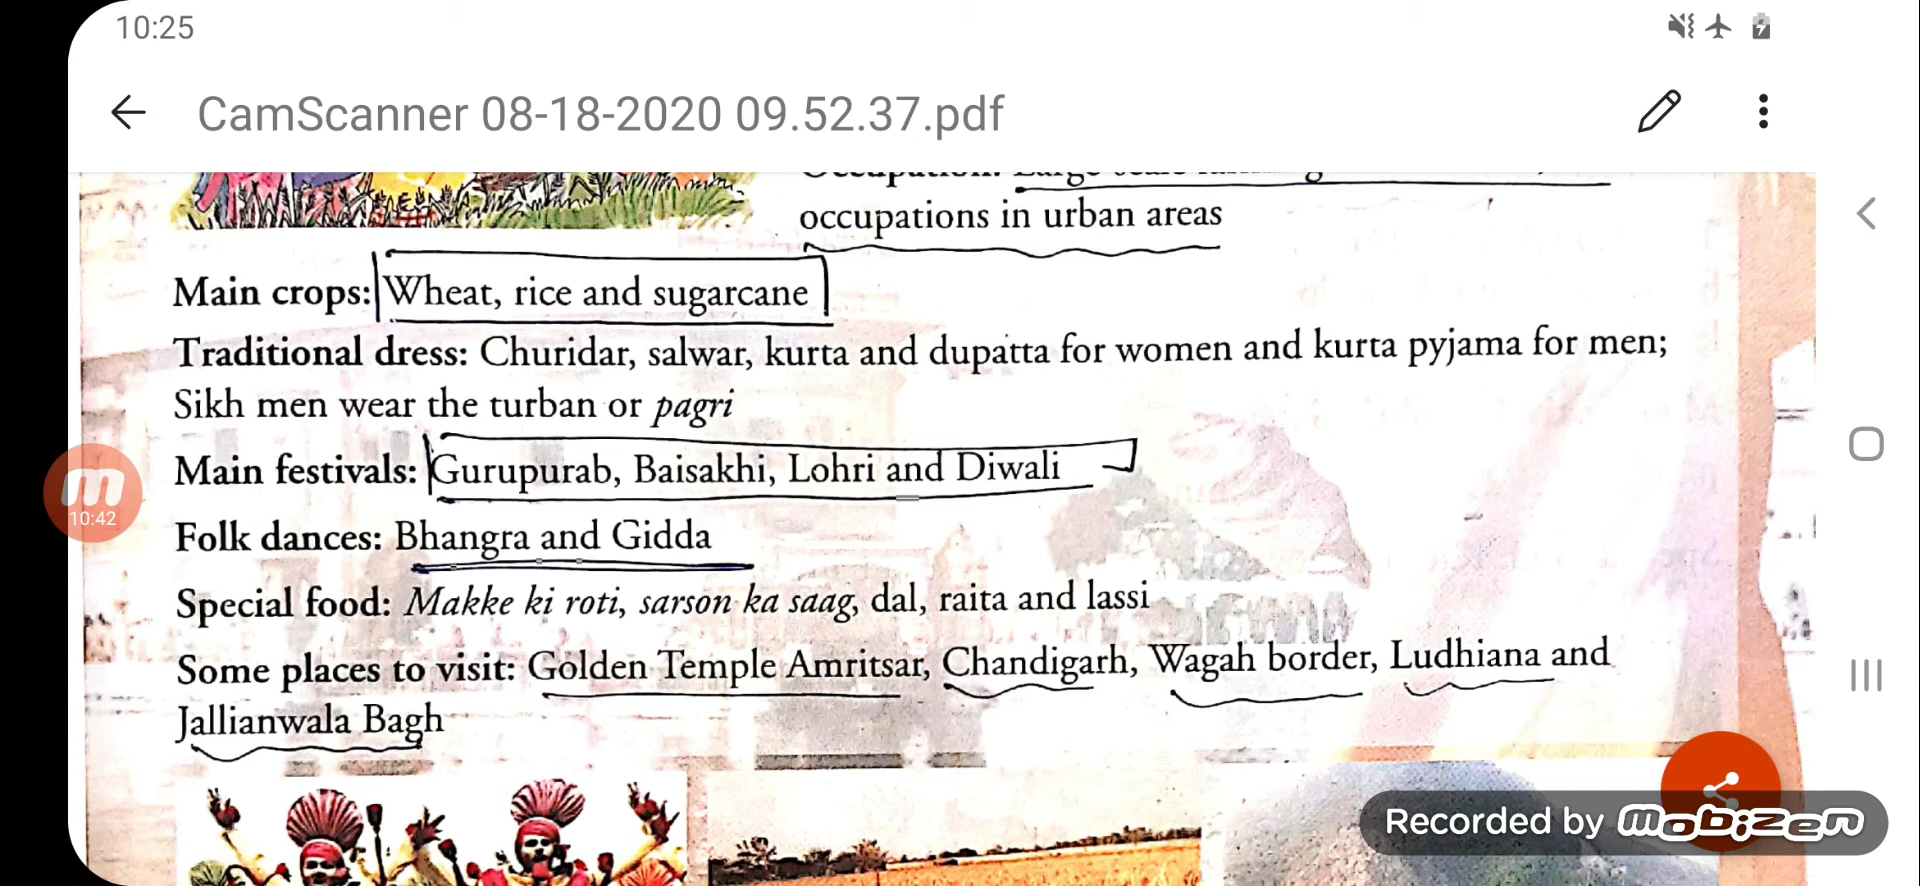 10:25
CamScanner 08-18-2020 09.52.37.pdf
occupations in urban areas
Main crops: Wheat, rice and sugarcane
Traditional dress: Churidar, salwar, kurta and dupatta for women and kurta pyjama for men;
Sikh men wear the turban or pagri
Main festivals: Gurupurab, Baisakhi, Lohri and Diwali
10:42
Folk dances: Bhangra and Gidda
Special food: Makke ki roti, sarson ka saag, dal, raita and lassi
Some places to visit: Golden Temple Amritsar, Chandigarh, Wagah border, Ludhiana and
Jallianwala Bagh
Recorded by mobizen